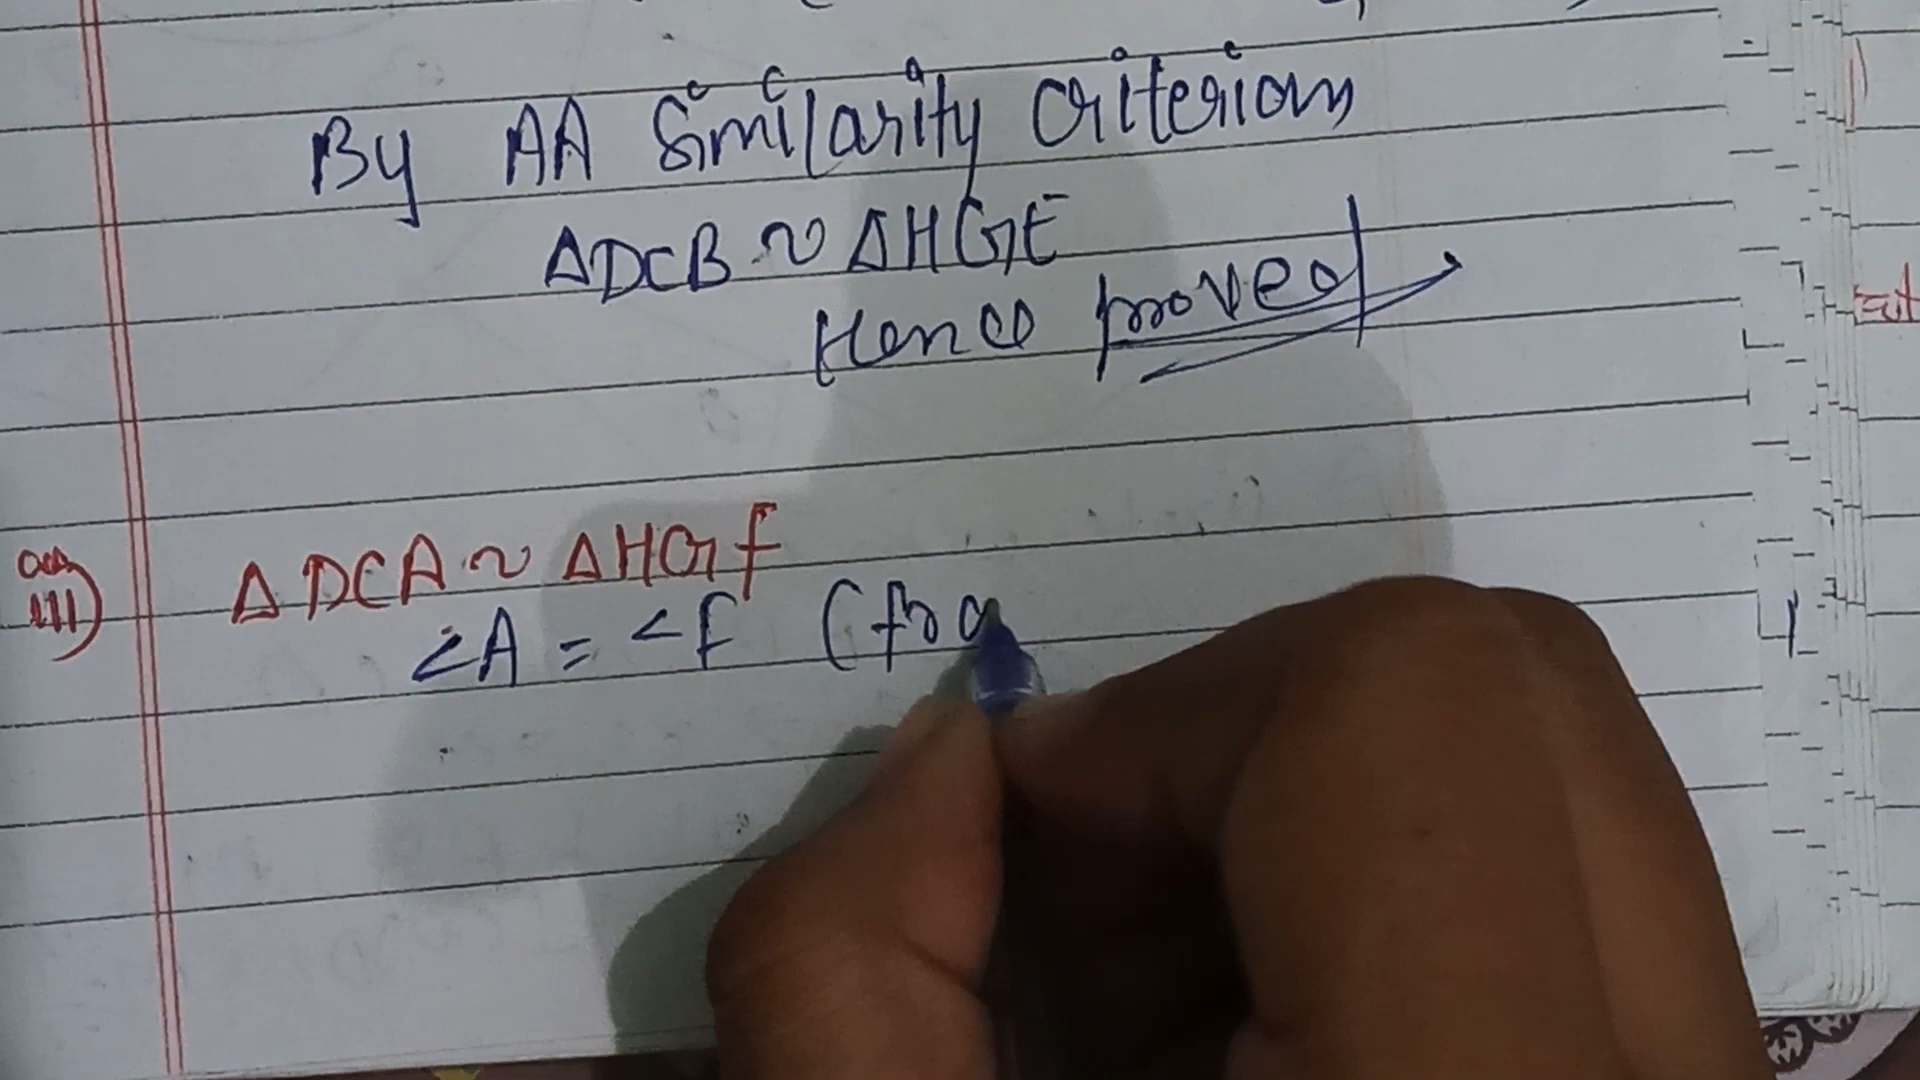 By AA Similarity Criterion
ΔDCB ~ ΔHGE
Hence proved
iii) ΔDCA ~ ΔHGF
∠A = ∠F (fro